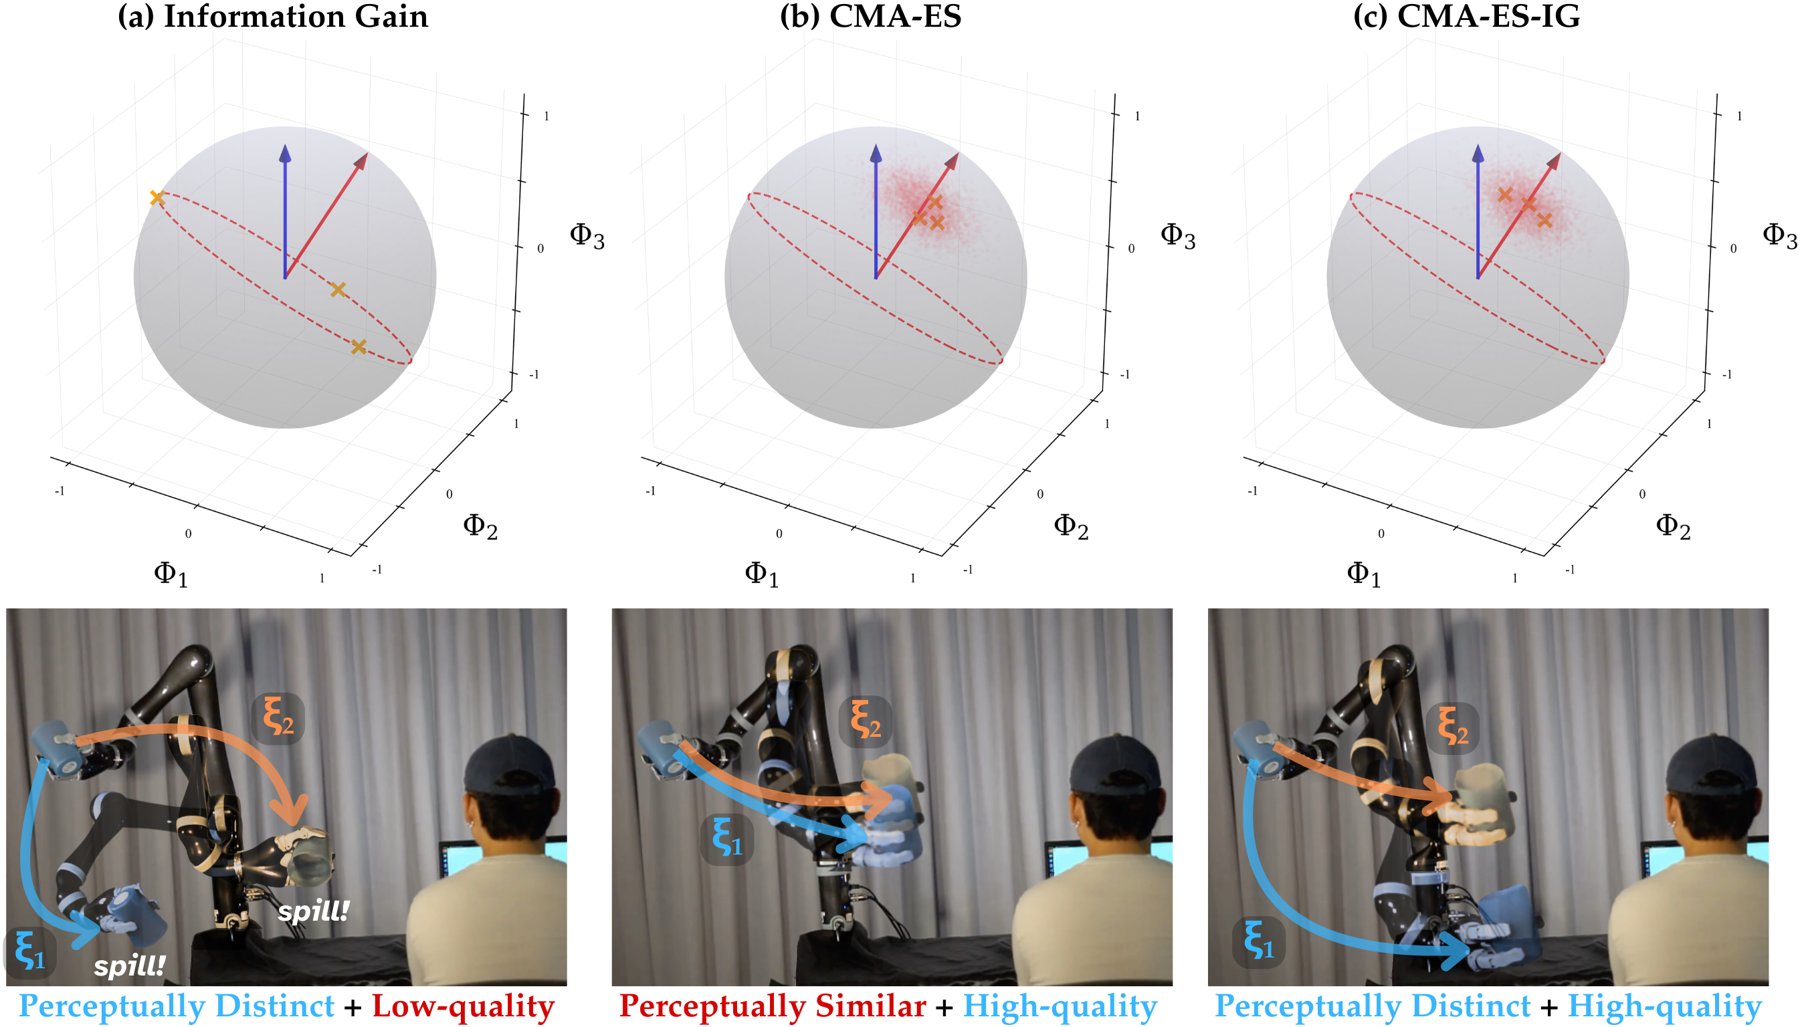 (a) Information Gain
(b) CMA-ES
(c) CMA-ES-IG
1
0
-1
Φ3
1
0
-1
Φ2
-1
0
1
Φ1
1
0
-1
Φ3
1
0
-1
Φ2
-1
0
1
Φ1
1
0
-1
Φ3
1
0
-1
Φ2
-1
0
1
Φ1
ξ2
ξ1
spill!
spill!
ξ2
ξ1
ξ2
ξ1
Perceptually Distinct + Low-quality
Perceptually Similar + High-quality
Perceptually Distinct + High-quality